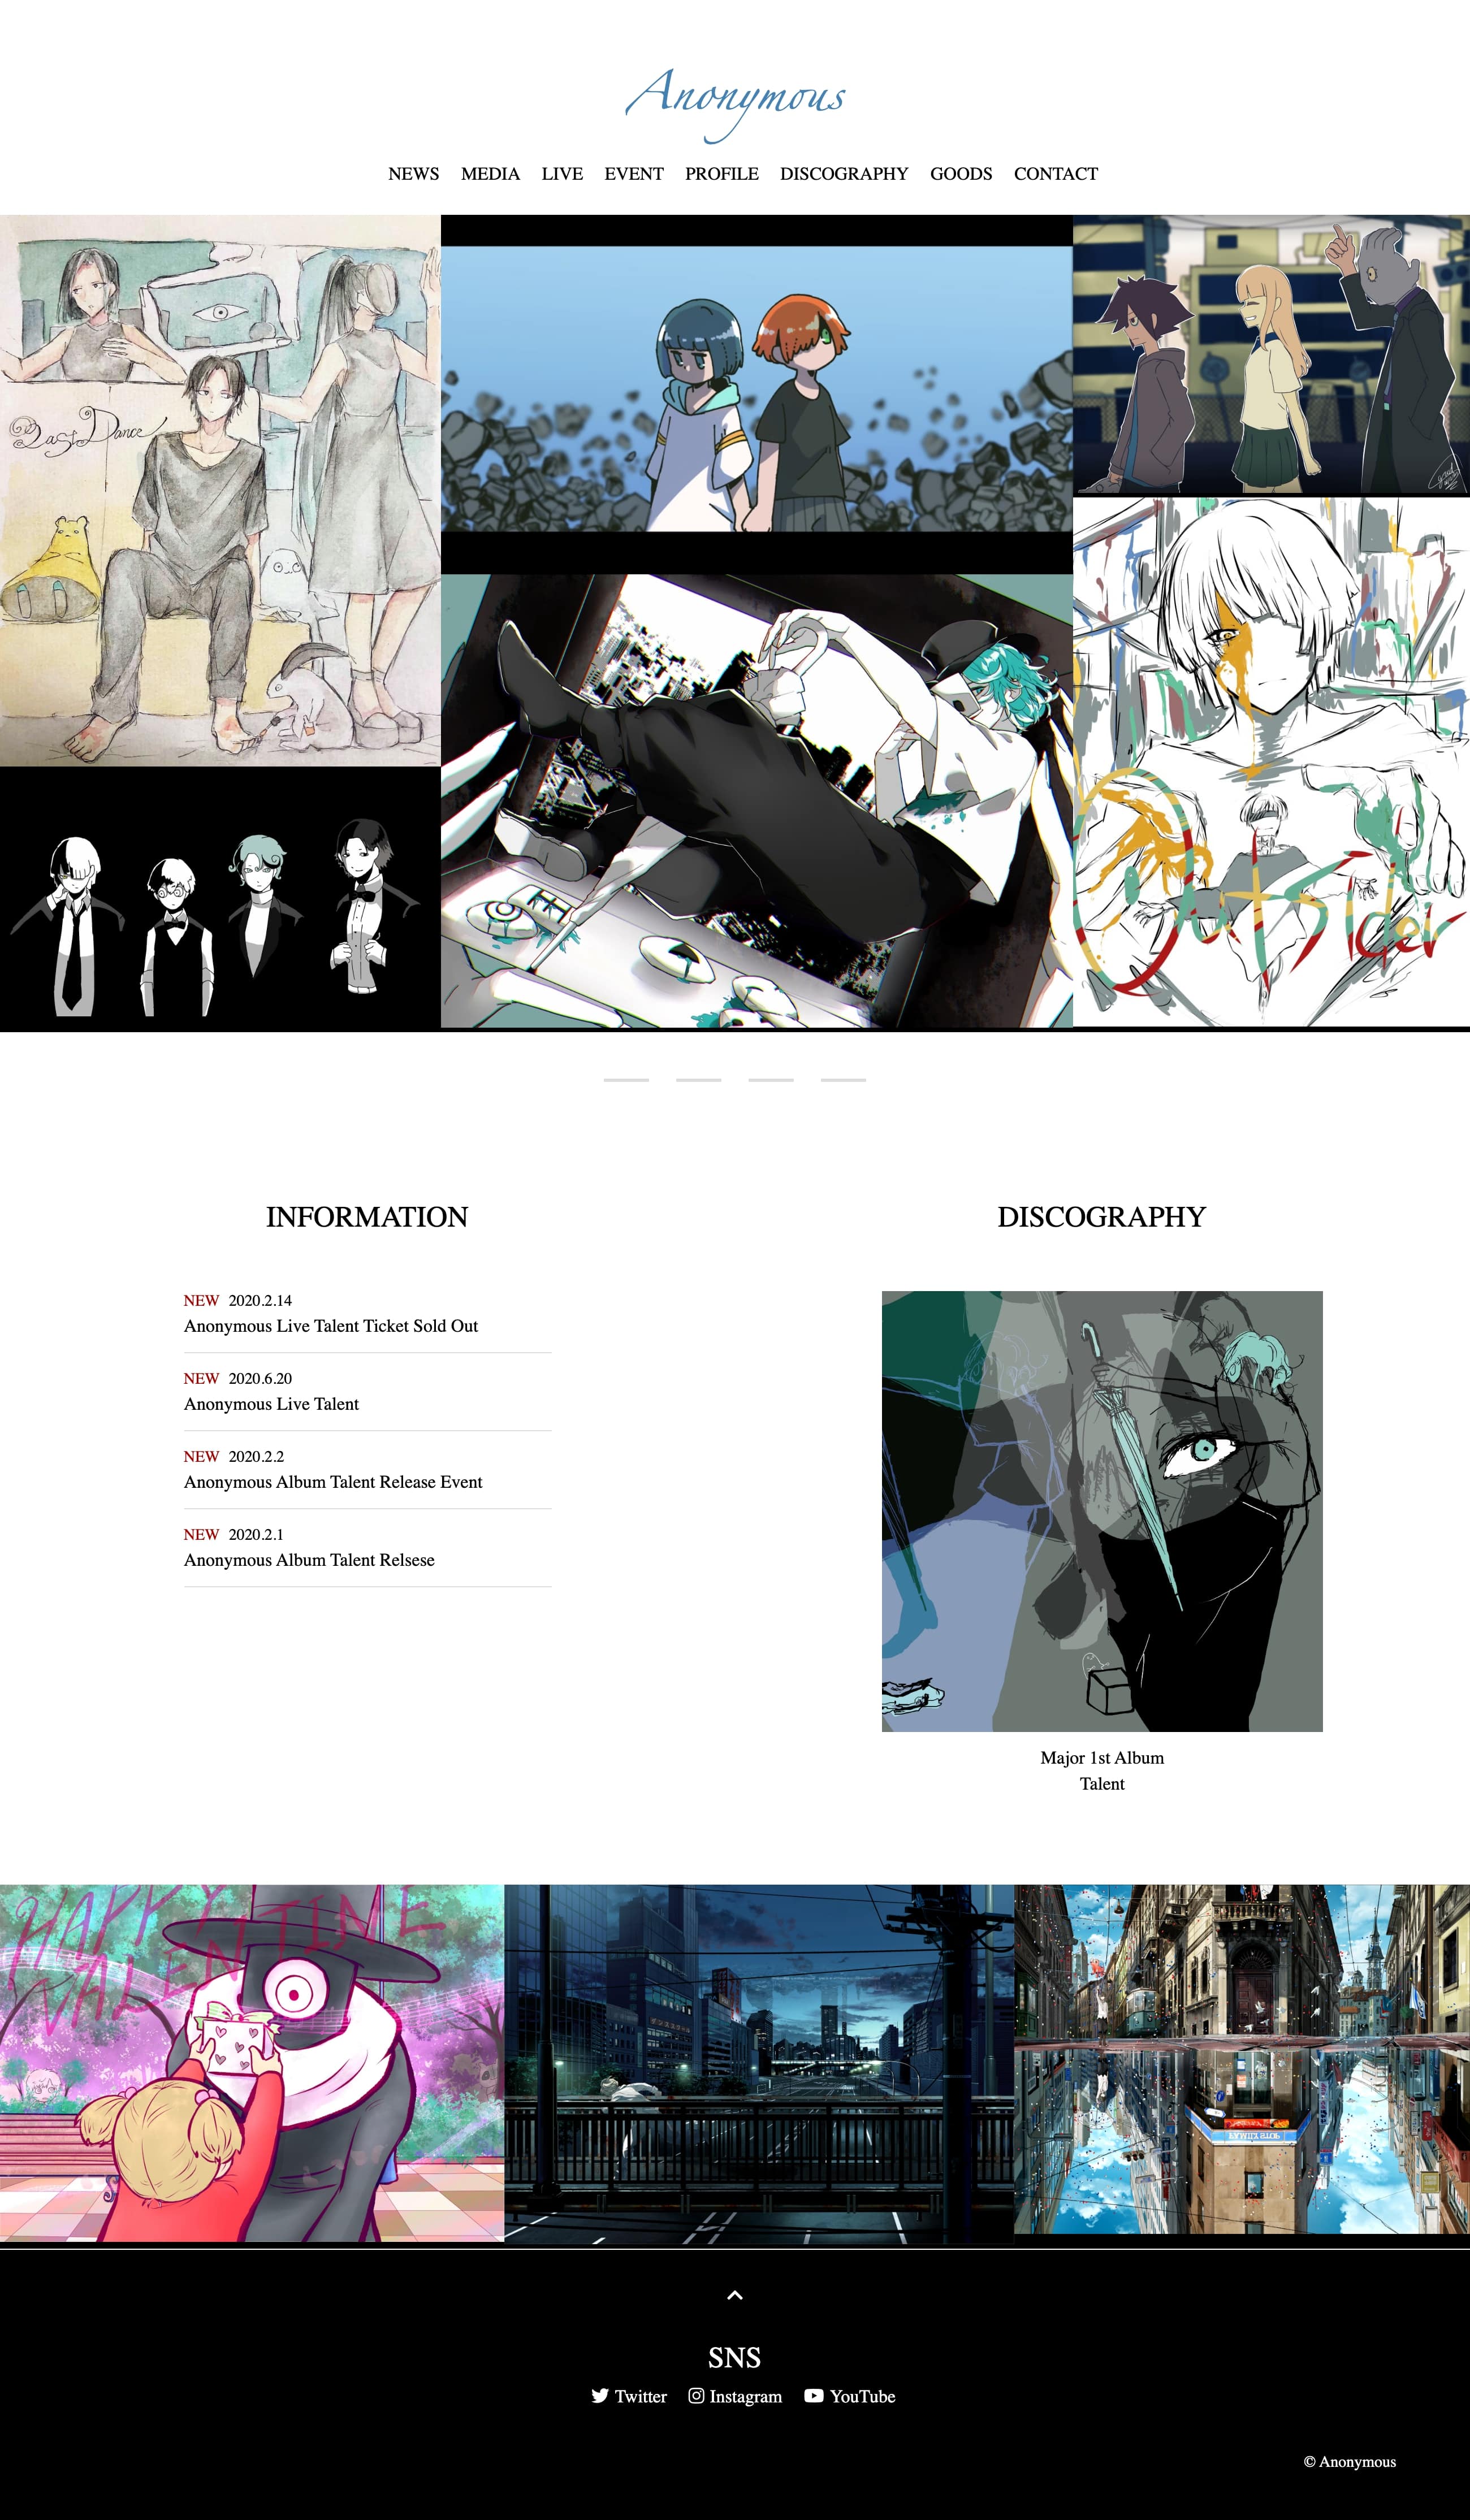 Anonymous
NEWS MEDIA LIVE EVENT PROFILE DISCOGRAPHY GOODS CONTACT
Last Dance
Outsider
INFORMATION
NEW 2020.2.14
Anonymous Live Talent Ticket Sold Out
NEW 2020.6.20
Anonymous Live Talent
NEW 2020.2.2
Anonymous Album Talent Release Event
NEW 2020.2.1
Anonymous Album Talent Relsese
DISCOGRAPHY
Major 1st Album
Talent
HAPPY
VALENTINE
SNS
Twitter Instagram YouTube
© Anonymous